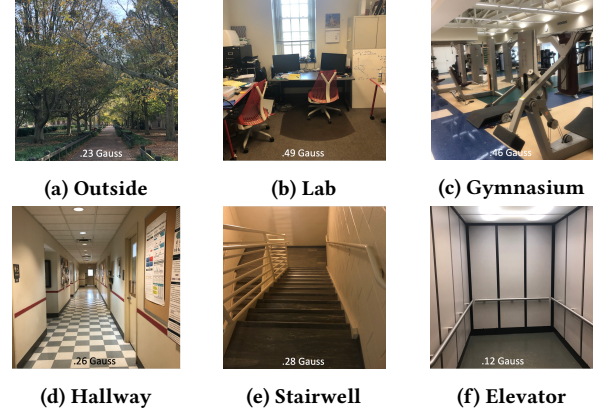 .23 Gauss
.49 Gauss
.46 Gauss
(a) Outside
(b) Lab
(c) Gymnasium
.26 Gauss
.28 Gauss
.12 Gauss
(d) Hallway
(e) Stairwell
(f) Elevator